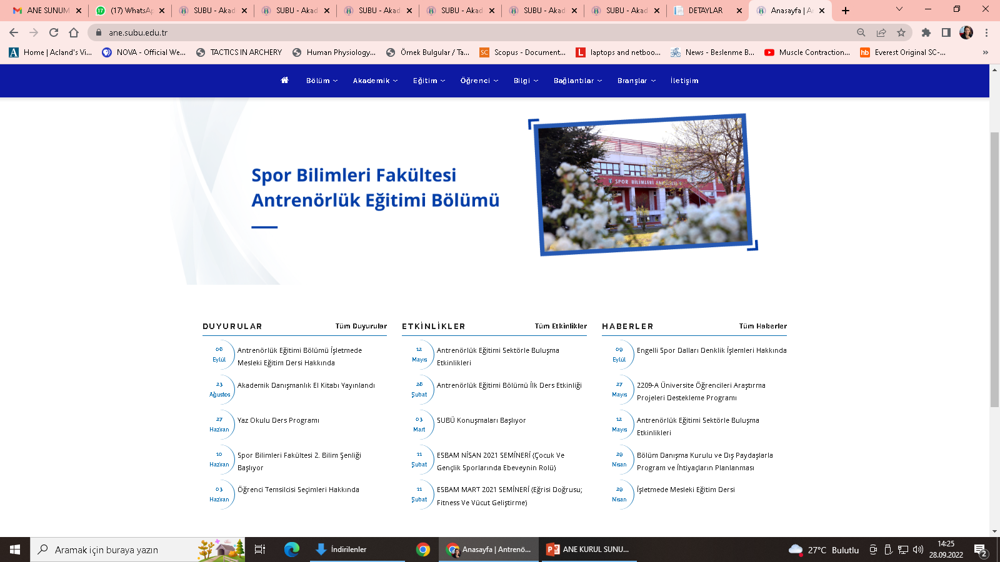 ANE SUNUM
(17) WhatsAp
SUBU - Akad
SUBU - Akad
SUBU - Akad
SUBU - Akad
SUBU - Akad
SUBU - Akad
DETAYLAR
Anasayfa | A
ane.subu.edu.tr
Home | Acland's Vi...
NOVA - Official We...
TACTICS IN ARCHERY
Human Physiology...
Örnek Bulgular / Ta...
SC
Scopus - Document...
L
laptops and netboo...
News - Beslenme B...
Muscle Contraction...
hb
Everest Original SC-...
»
Bölüm
Akademik
Eğitim
Öğrenci
Bilgi
Bağlantılar
Branşlar
İletişim
Spor Bilimleri Fakültesi
Antrenörlük Eğitimi Bölümü
SPOR BİLİMLERİ FAKÜLTESİ
DUYURULAR
Tüm Duyurular
06 Eylül
Antrenörlük Eğitimi Bölümü İşletmede
Mesleki Eğitim Dersi Hakkında
23 Ağustos
Akademik Danışmanlık El Kitabı Yayınlandı
27 Haziran
Yaz Okulu Ders Programı
10 Haziran
Spor Bilimleri Fakültesi 2. Bilim Şenliği
Başlıyor
03 Haziran
Öğrenci Temsilcisi Seçimleri Hakkında
ETKİNLİKLER
Tüm Etkinlikler
12 Mayıs
Antrenörlük Eğitimi Sektörle Buluşma
Etkinlikleri
28 Şubat
Antrenörlük Eğitimi Bölümü İlk Ders Etkinliği
03 Mart
SUBÜ Konuşmaları Başlıyor
11 Şubat
ESBAM NİSAN 2021 SEMİNERİ (Çocuk Ve
Gençlik Sporlarında Ebeveynin Rolü)
11 Şubat
ESBAM MART 2021 SEMİNERİ (Eğrisi Doğrusu;
Fitness Ve Vücut Geliştirme)
HABERLER
Tüm Haberler
09 Eylül
Engelli Spor Dalları Denklik İşlemleri Hakkında
27 Mayıs
2209-A Üniversite Öğrencileri Araştırma
Projeleri Destekleme Programı
12 Mayıs
Antrenörlük Eğitimi Sektörle Buluşma
Etkinlikleri
29 Nisan
Bölüm Danışma Kurulu ve Dış Paydaşlarla
Program ve İhtiyaçların Planlanması
29 Nisan
İşletmede Mesleki Eğitim Dersi
Aramak için buraya yazın
İndirilenler
Anasayfa | Antrenö...
ANE KURUL SUNU...
27°C Bulutlu
14:25
28.09.2022
2